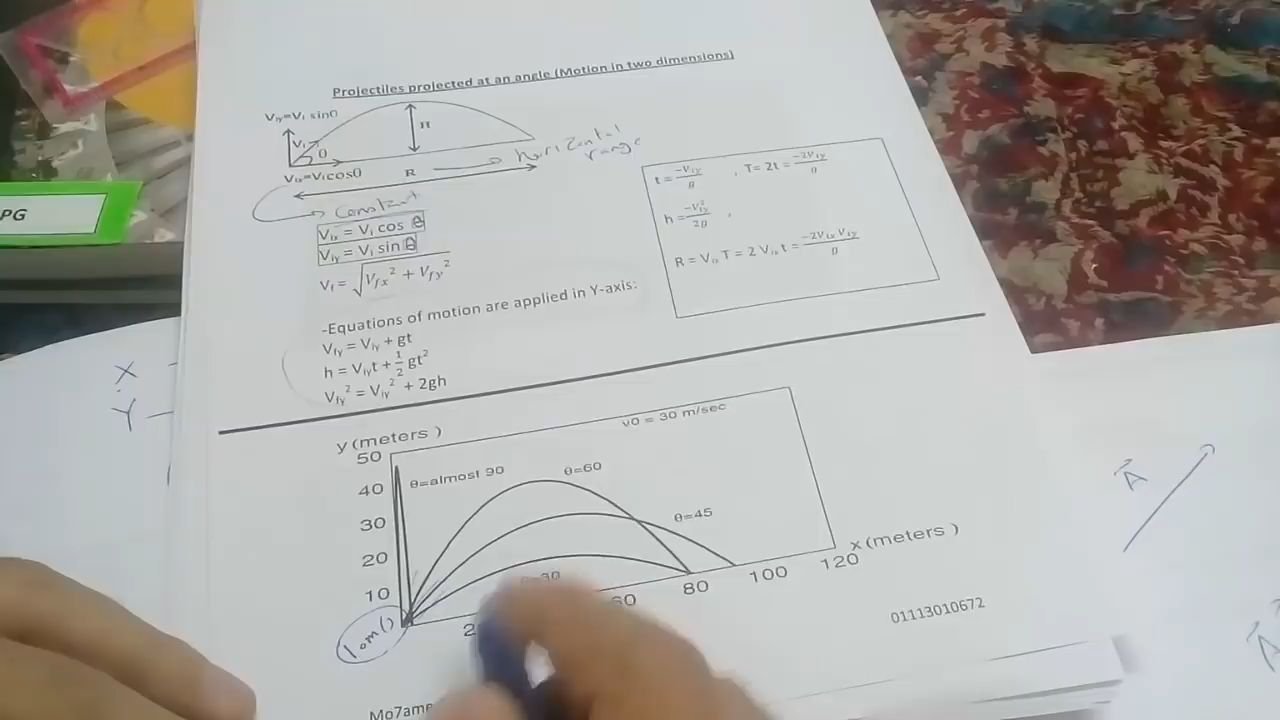 Projectiles projected at an angle (Motion in two dimensions)
Viy=Vi sinθ
Vi
θ
H
Vix=Vicosθ
R
horizontal
range
constant
Vix = Vi cos θ
Viy = Vi sin θ
Vf = √Vfx² + Vfy²
t = -Viy/g , T= 2t = -2Viy/g
h = -Viy²/2g ,
R = Vix T = 2 Vix t = -2Vix Viy/g
-Equations of motion are applied in Y-axis:
Vfy = Viy + gt
h = Viyt + 1/2 gt²
Vfy² = Viy² + 2gh
PG
X
Y
y (meters )
v0 = 30 m/sec
50
40
30
20
10
θ=almost 90
θ=60
θ=45
80
100
120
x (meters )
01113010672
Mo7ame
A
A